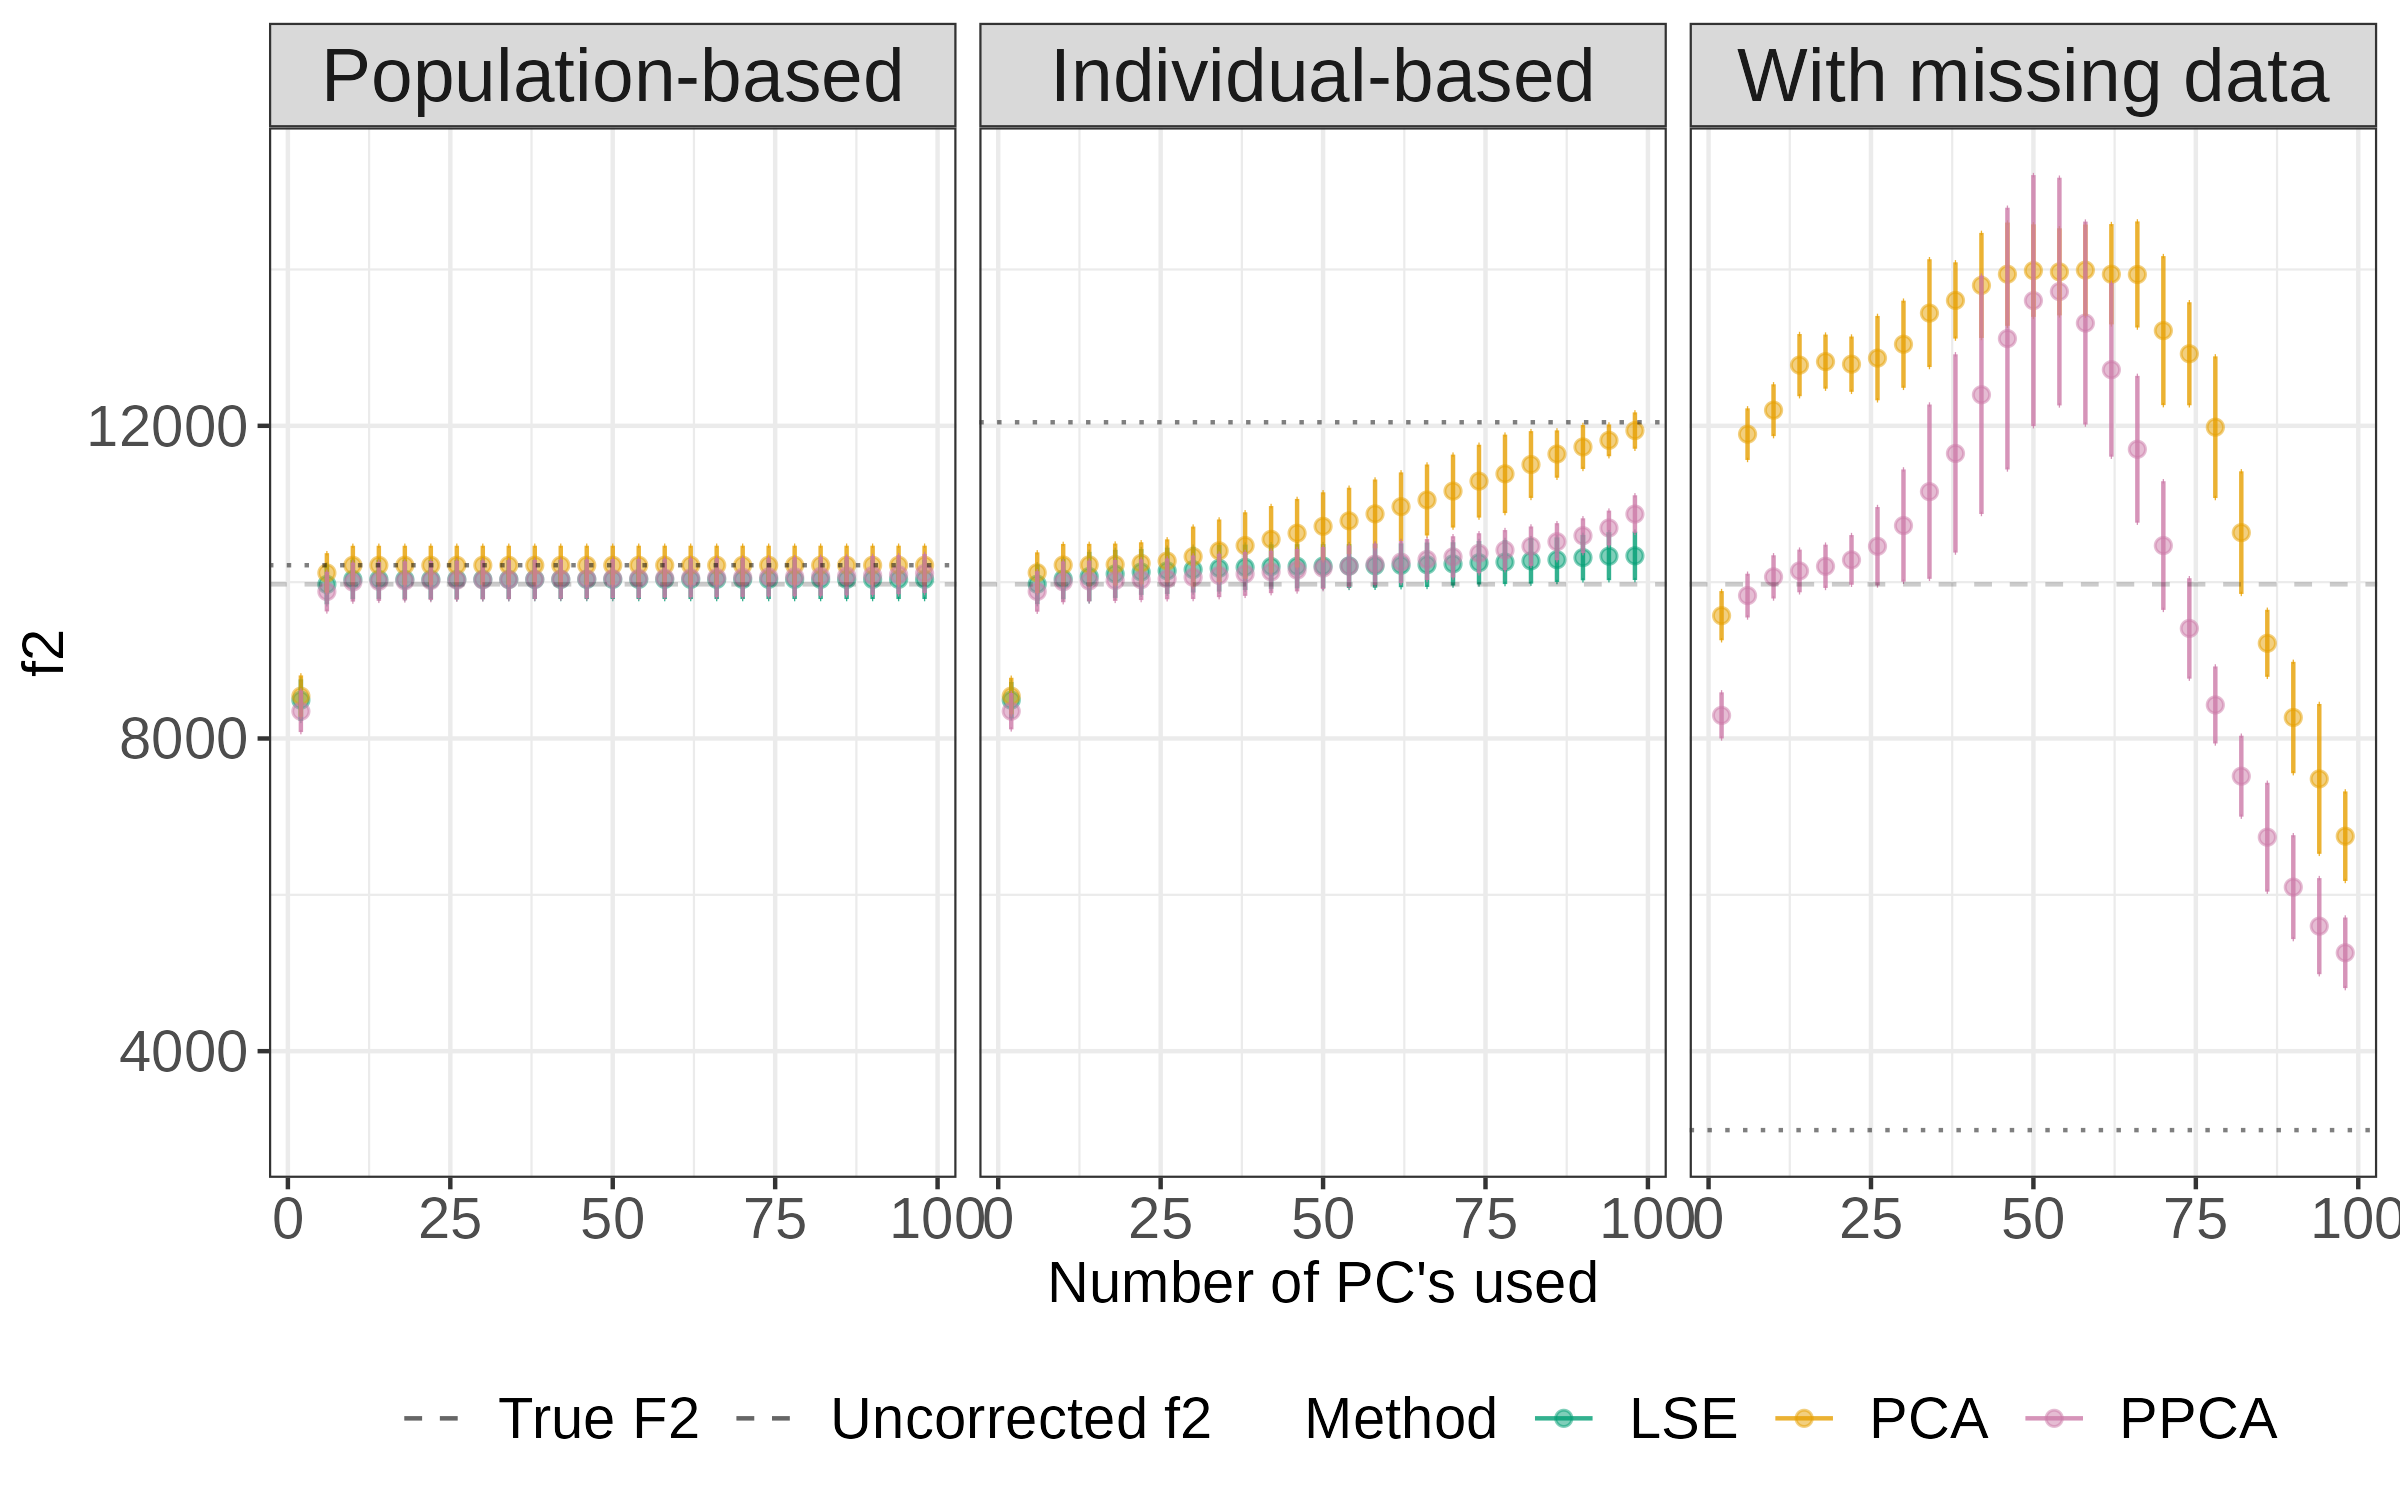 Population-based Individual-based With missing data
12000
8000
4000
f2
0 25 50 75 100 0 25 50 75 100 0 25 50 75 100
Number of PC's used
True F2 Uncorrected f2 Method LSE PCA PPCA